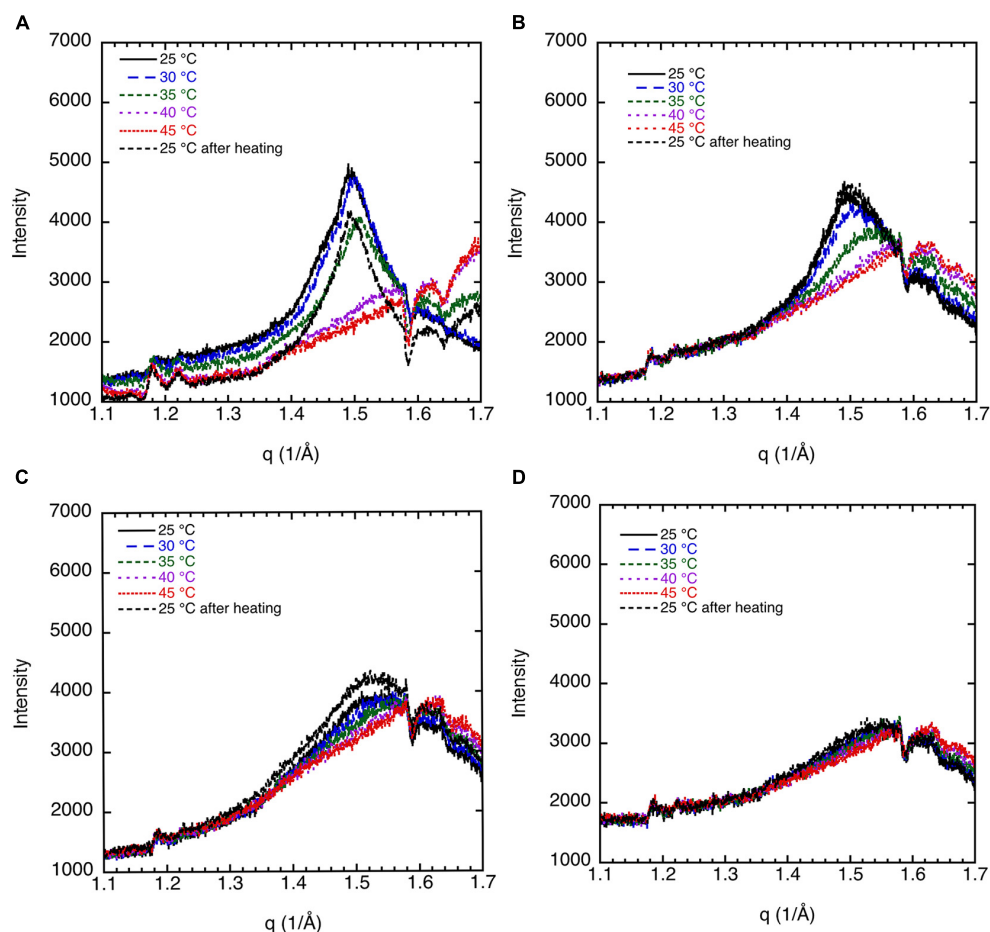 A
7000
6000
5000
4000
3000
2000
1000
Intensity
25 °C
30 °C
35 °C
40 °C
45 °C
25 °C after heating
1.1 1.2 1.3 1.4 1.5 1.6 1.7
q (1/Å)
B
7000
6000
5000
4000
3000
2000
1000
Intensity
25 °C
30 °C
35 °C
40 °C
45 °C
25 °C after heating
1.1 1.2 1.3 1.4 1.5 1.6 1.7
q (1/Å)
C
7000
6000
5000
4000
3000
2000
1000
Intensity
25 °C
30 °C
35 °C
40 °C
45 °C
25 °C after heating
1.1 1.2 1.3 1.4 1.5 1.6 1.7
q (1/Å)
D
7000
6000
5000
4000
3000
2000
1000
Intensity
25 °C
30 °C
35 °C
40 °C
45 °C
25 °C after heating
1.1 1.2 1.3 1.4 1.5 1.6 1.7
q (1/Å)